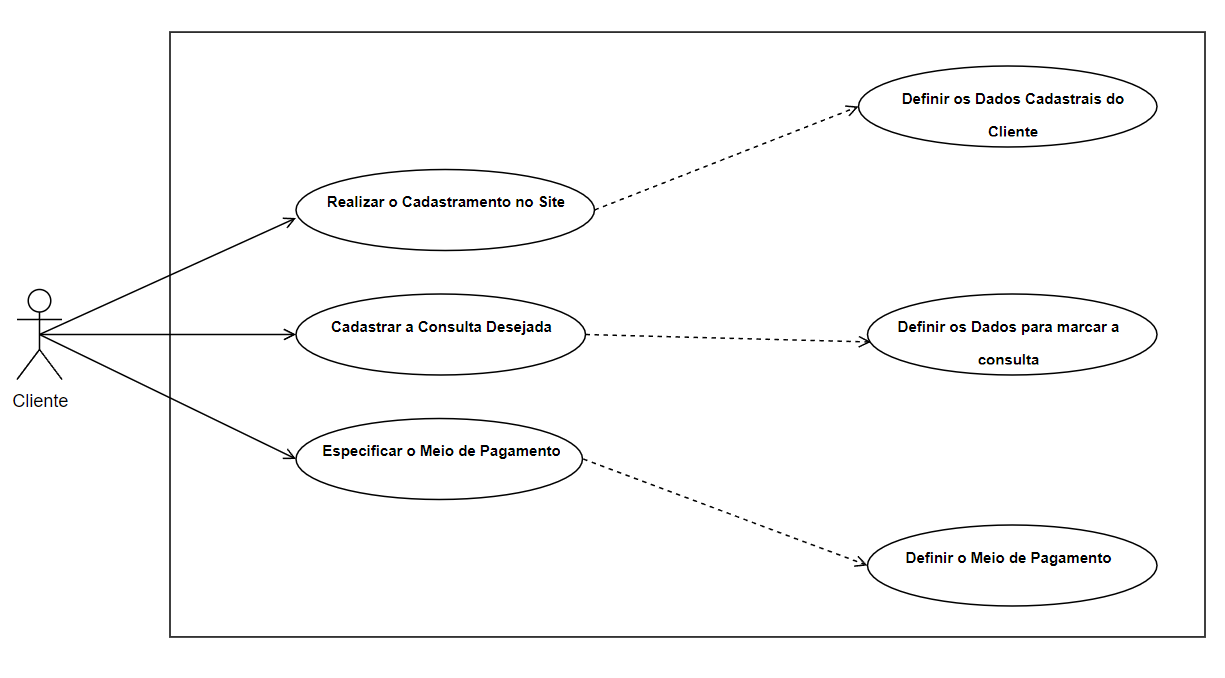 Definir os Dados Cadastrais do
Cliente
Realizar o Cadastramento no Site
Cadastrar a Consulta Desejada
Definir os Dados para marcar a
consulta
Cliente
Especificar o Meio de Pagamento
Definir o Meio de Pagamento